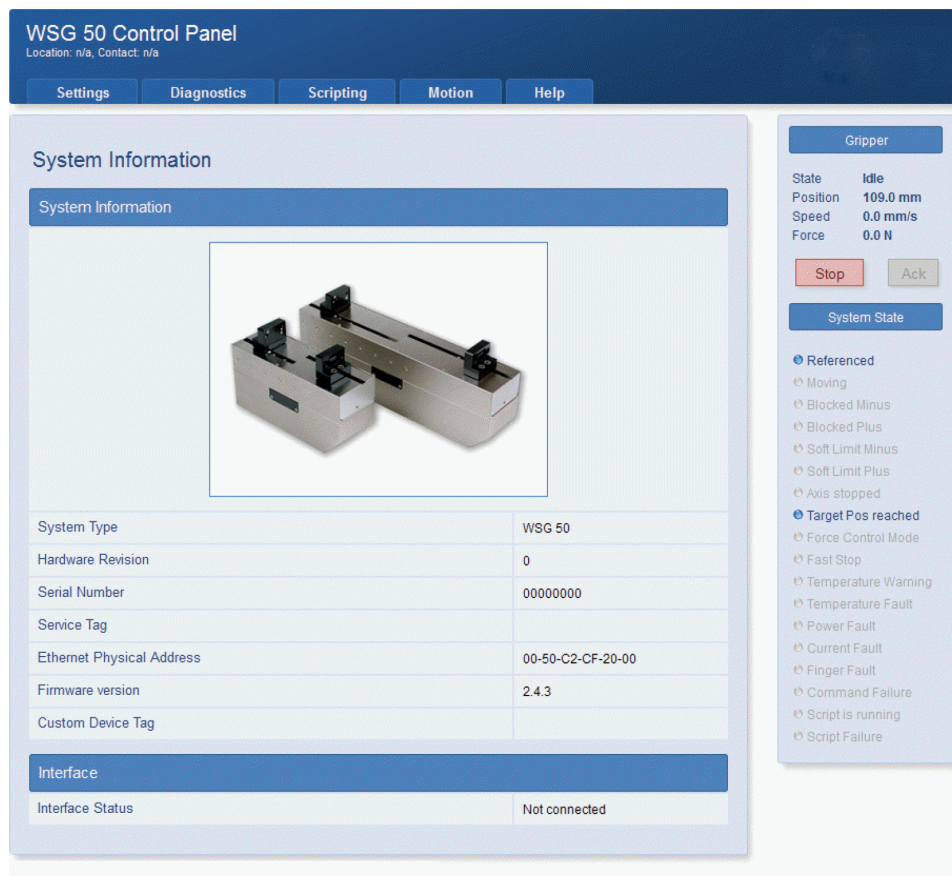 WSG 50 Control Panel
Location: n/a, Contact: n/a
Settings Diagnostics Scripting Motion Help
System Information
System Information
System Type WSG 50
Hardware Revision 0
Serial Number 00000000
Service Tag
Ethernet Physical Address 00-50-C2-CF-20-00
Firmware version 2.4.3
Custom Device Tag
Interface
Interface Status Not connected
Gripper
State Idle
Position 109.0 mm
Speed 0.0 mm/s
Force 0.0 N
Stop Ack
System State
Referenced
Moving
Blocked Minus
Blocked Plus
Soft Limit Minus
Soft Limit Plus
Axis stopped
Target Pos reached
Force Control Mode
Fast Stop
Temperature Warning
Temperature Fault
Power Fault
Current Fault
Finger Fault
Command Failure
Script is running
Script Failure